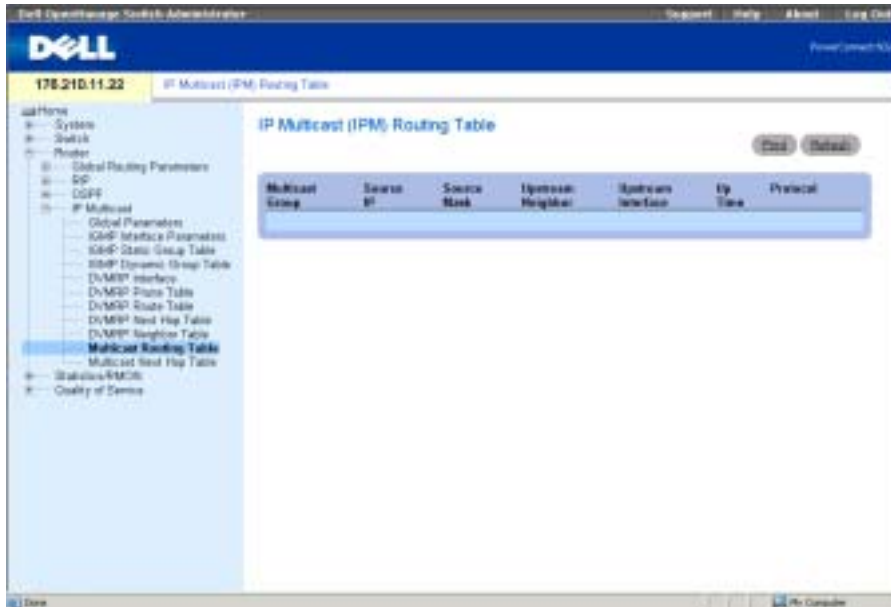 Dell OpenManage Switch Administrator
Support Help About Log Out
DELL
PowerConnect
176.210.11.22
IP Multicast (IPM) Routing Table
Home
System
Switch
Router
Global Routing Parameters
RIP
OSPF
IP Multicast
Global Parameters
IGMP Interface Parameters
IGMP Static Group Table
IGMP Dynamic Group Table
DVMRP Interface
DVMRP Prune Table
DVMRP Route Table
DVMRP Next Hop Table
DVMRP Neighbor Table
Multicast Routing Table
Multicast Next Hop Table
Statistics/RMON
Quality of Service
IP Multicast (IPM) Routing Table
Print Refresh
Multicast Group Source IP Source Mask Upstream Neighbor Upstream Interface Up Time Protocol
Done
My Computer